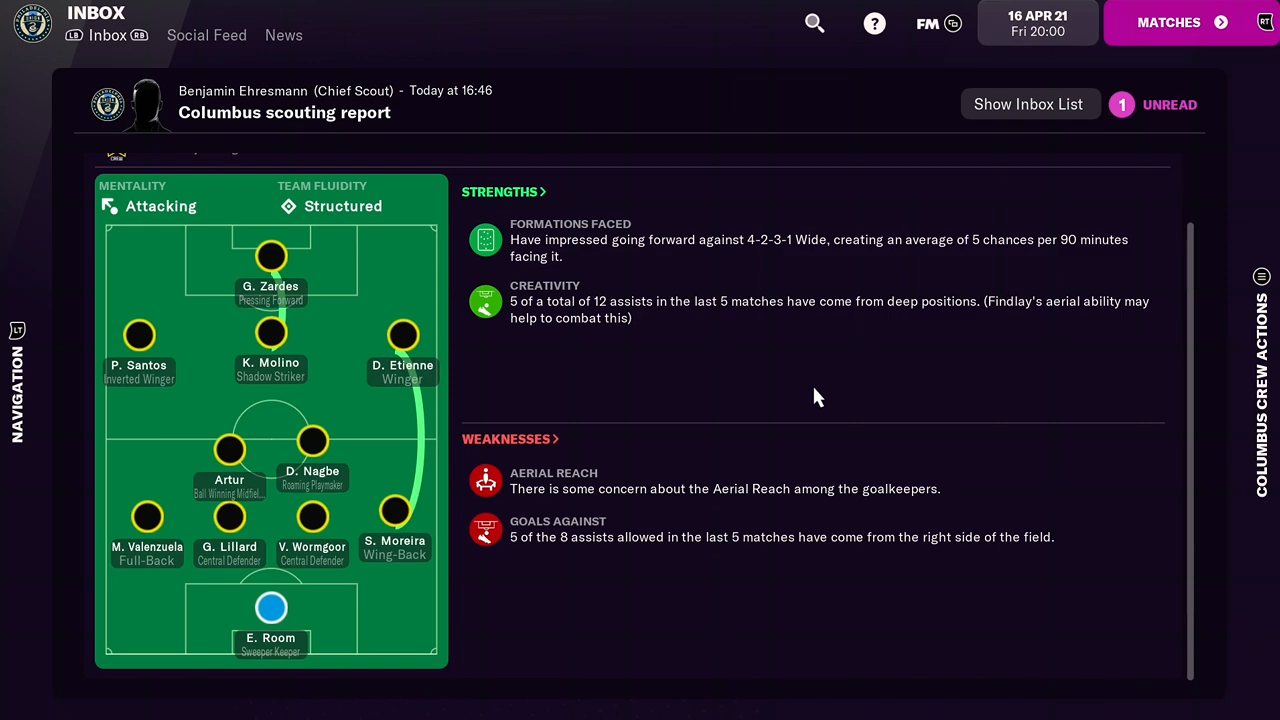 INBOX
LB Inbox RB
Social Feed
News
?
FM
16 APR 21
Fri 20:00
MATCHES
RT
Benjamin Ehresmann (Chief Scout) - Today at 16:46
Columbus scouting report
Show Inbox List
1 UNREAD
LT
NAVIGATION
MENTALITY
Attacking
TEAM FLUIDITY
Structured
G. Zardes
Pressing Forward
P. Santos
Inverted Winger
K. Molino
Shadow Striker
D. Etienne
Winger
Artur
Ball Winning Midfiel...
D. Nagbe
Roaming Playmaker
M. Valenzuela
Full-Back
G. Lillard
Central Defender
V. Wormgoor
Central Defender
S. Moreira
Wing-Back
E. Room
Sweeper Keeper
STRENGTHS
FORMATIONS FACED
Have impressed going forward against 4-2-3-1 Wide, creating an average of 5 chances per 90 minutes
facing it.
CREATIVITY
5 of a total of 12 assists in the last 5 matches have come from deep positions. (Findlay's aerial ability may
help to combat this)
WEAKNESSES
AERIAL REACH
There is some concern about the Aerial Reach among the goalkeepers.
GOALS AGAINST
5 of the 8 assists allowed in the last 5 matches have come from the right side of the field.
COLUMBUS CREW ACTIONS